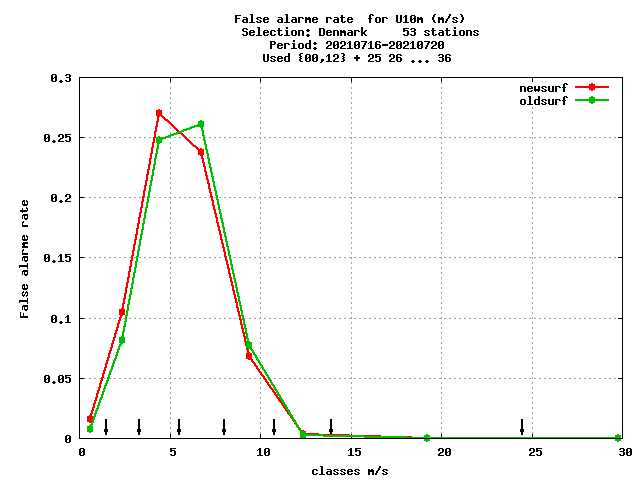 False alarme rate  for U10m (m/s)
Selection: Denmark     53 stations
Period: 20210716-20210720
Used {00,12} + 25 26 ... 36
newsurf
oldsurf
0.3
0.25
0.2
0.15
0.1
0.05
0
False alarme rate
0 5 10 15 20 25 30
classes m/s